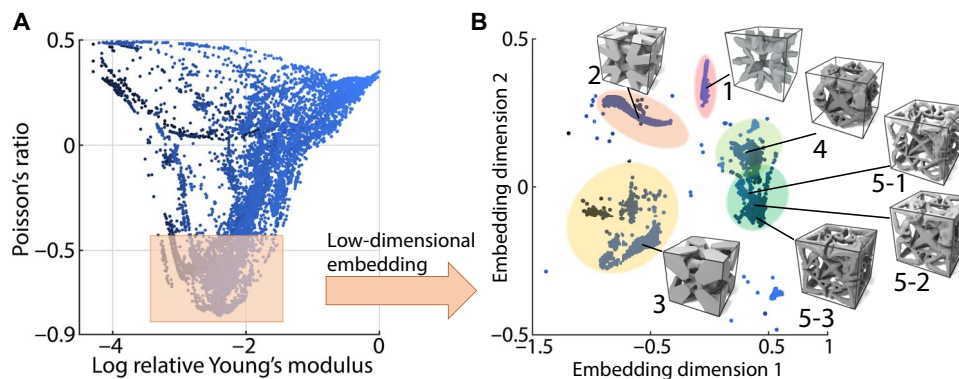 A
0.5
0
−0.5
−0.9
Poisson's ratio
−4
−2
0
Log relative Young's modulus
Low-dimensional
embedding
B
0.5
0
−0.5
Embedding dimension 2
−1.5
−0.5
0.5
1
Embedding dimension 1
2
1
4
5-1
5-2
3
5-3